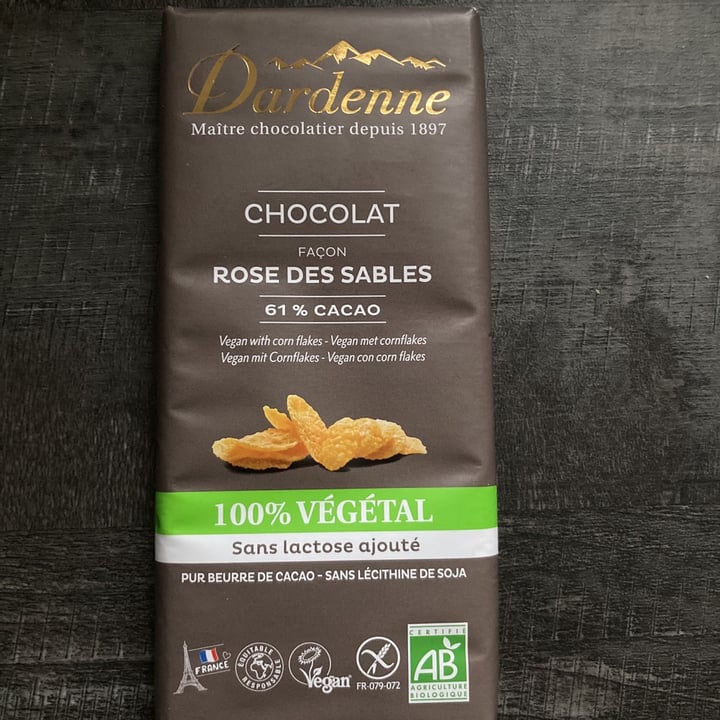 Dardenne
Maître chocolatier depuis 1897
CHOCOLAT
FAÇON
ROSE DES SABLES
61 % CACAO
Vegan with corn flakes - Vegan met cornflakes
Vegan mit Cornflakes - Vegan con corn flakes
100% VÉGÉTAL
Sans lactose ajouté
PUR BEURRE DE CACAO - SANS LÉCITHINE DE SOJA
FRANCE
ÉQUITABLE
RESPONSABLE
Vegan
FR-079-072
CERTIFIÉ
AB
AGRICULTURE
BIOLOGIQUE